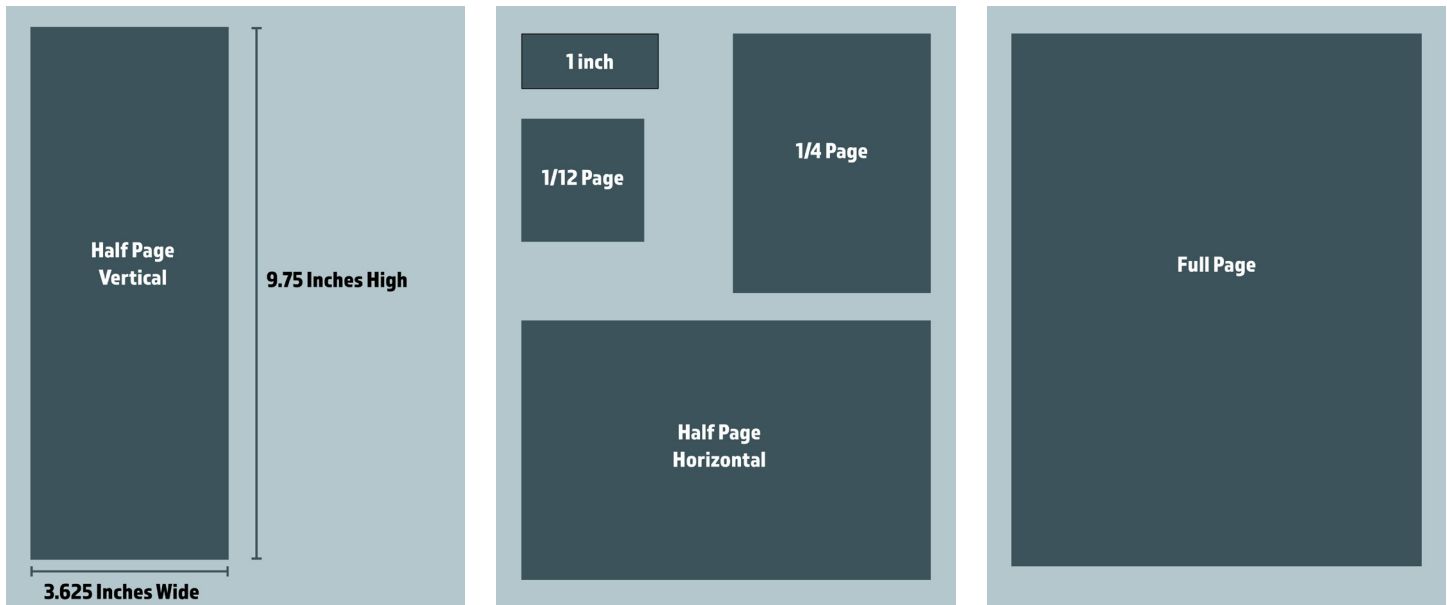 Half Page
Vertical
9.75 Inches High
3.625 Inches Wide
1 inch
1/12 Page
1/4 Page
Half Page
Horizontal
Full Page